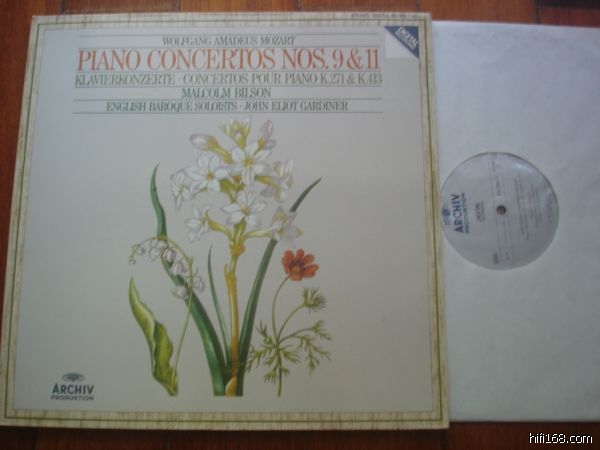 DIGITAL
WOLFGANG AMADEUS MOZART
PIANO CONCERTOS NOS. 9 & 11
KLAVIERKONZERTE · CONCERTOS POUR PIANO K.271 & K.413
MALCOLM BILSON
ENGLISH BAROQUE SOLOISTS · JOHN ELIOT GARDINER
ARCHIV
PRODUKTION
ARCHIV
PRODUKTION
hifi168.com